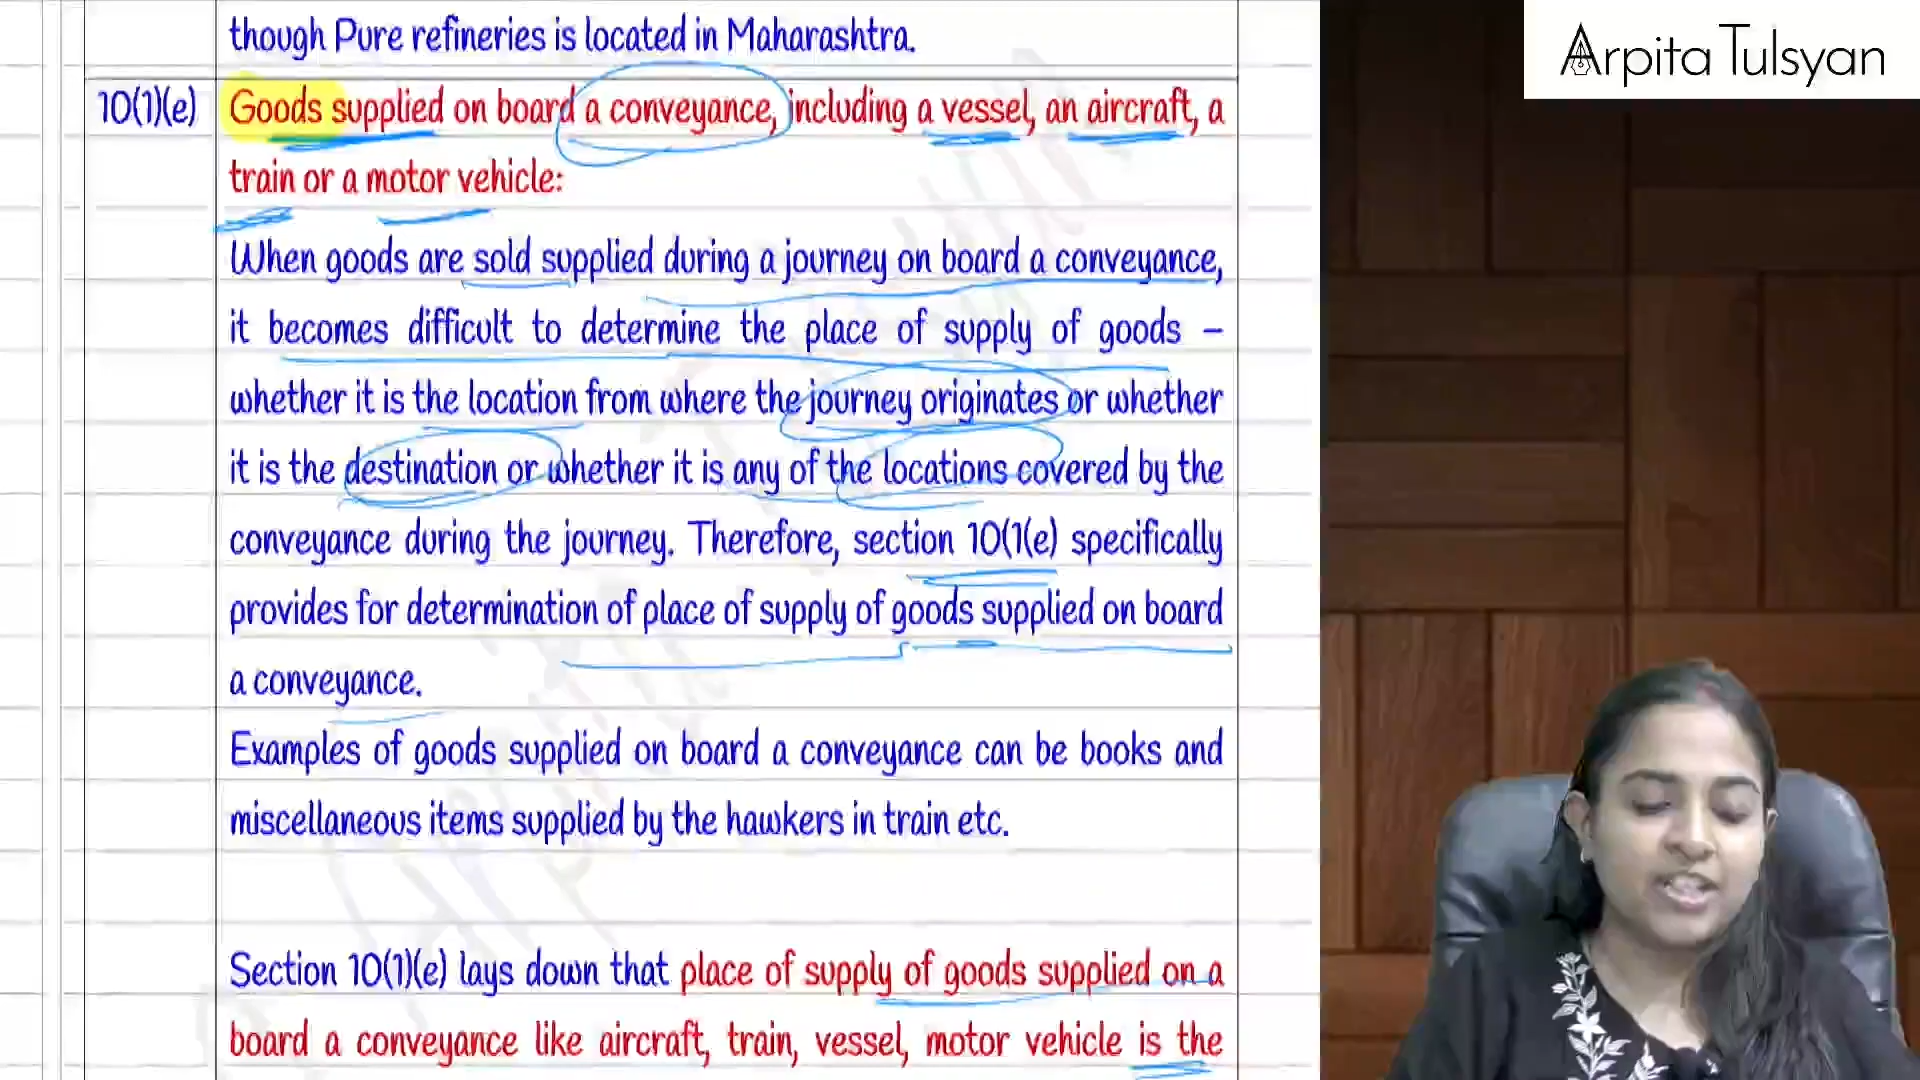 though Pure refineries is located in Maharashtra.
Arpita Tulsyan
10(1)(e) Goods supplied on board a conveyance, including a vessel, an aircraft, a
train or a motor vehicle:
When goods are sold supplied during a journey on board a conveyance,
it becomes difficult to determine the place of supply of goods –
whether it is the location from where the journey originates or whether
it is the destination or whether it is any of the locations covered by the
conveyance during the journey. Therefore, section 10(1(e) specifically
provides for determination of place of supply of goods supplied on board
a conveyance.
Examples of goods supplied on board a conveyance can be books and
miscellaneous items supplied by the hawkers in train etc.
Section 10(1)(e) lays down that place of supply of goods supplied on a
board a conveyance like aircraft, train, vessel, motor vehicle is the